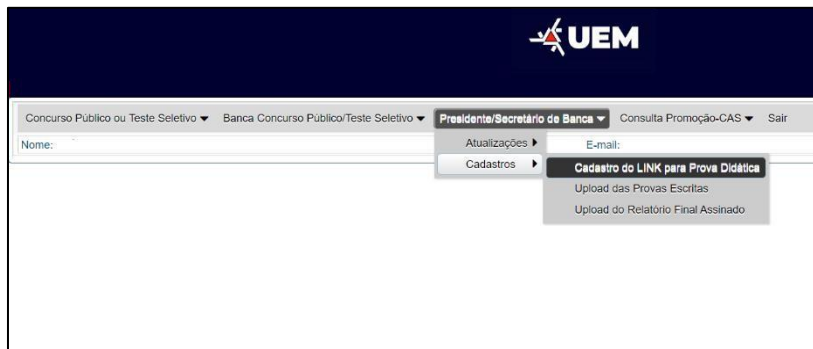 UEM
Concurso Público ou Teste Seletivo Banca Concurso Público/Teste Seletivo Presidente/Secretário de Banca Consulta Promoção-CAS Sair
Nome: E-mail:
Atualizações
Cadastros
Cadastro do LINK para Prova Didática
Upload das Provas Escritas
Upload do Relatório Final Assinado